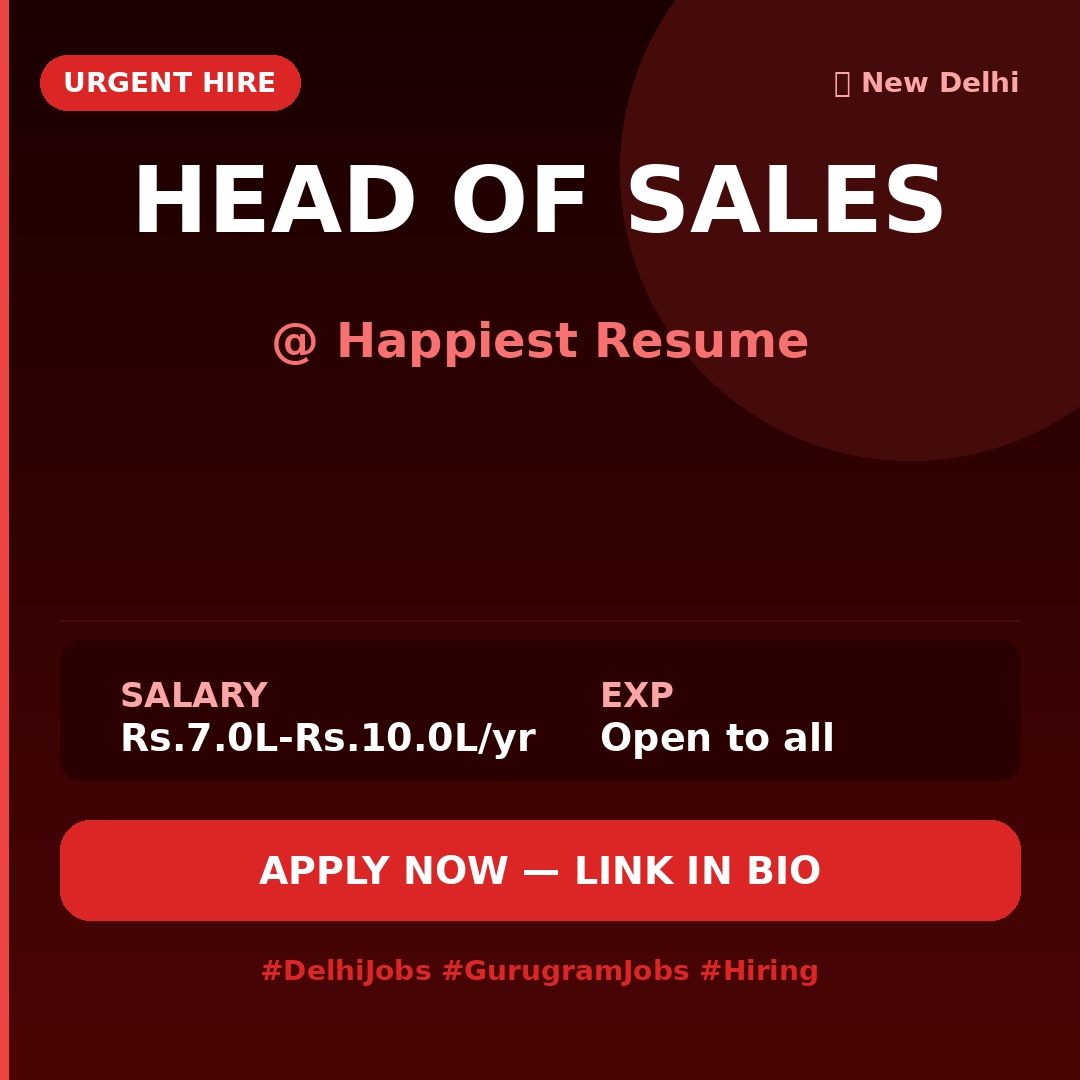 URGENT HIRE
New Delhi
HEAD OF SALES
@ Happiest Resume
SALARY
Rs.7.0L-Rs.10.0L/yr
EXP
Open to all
APPLY NOW — LINK IN BIO
#DelhiJobs #GurugramJobs #Hiring